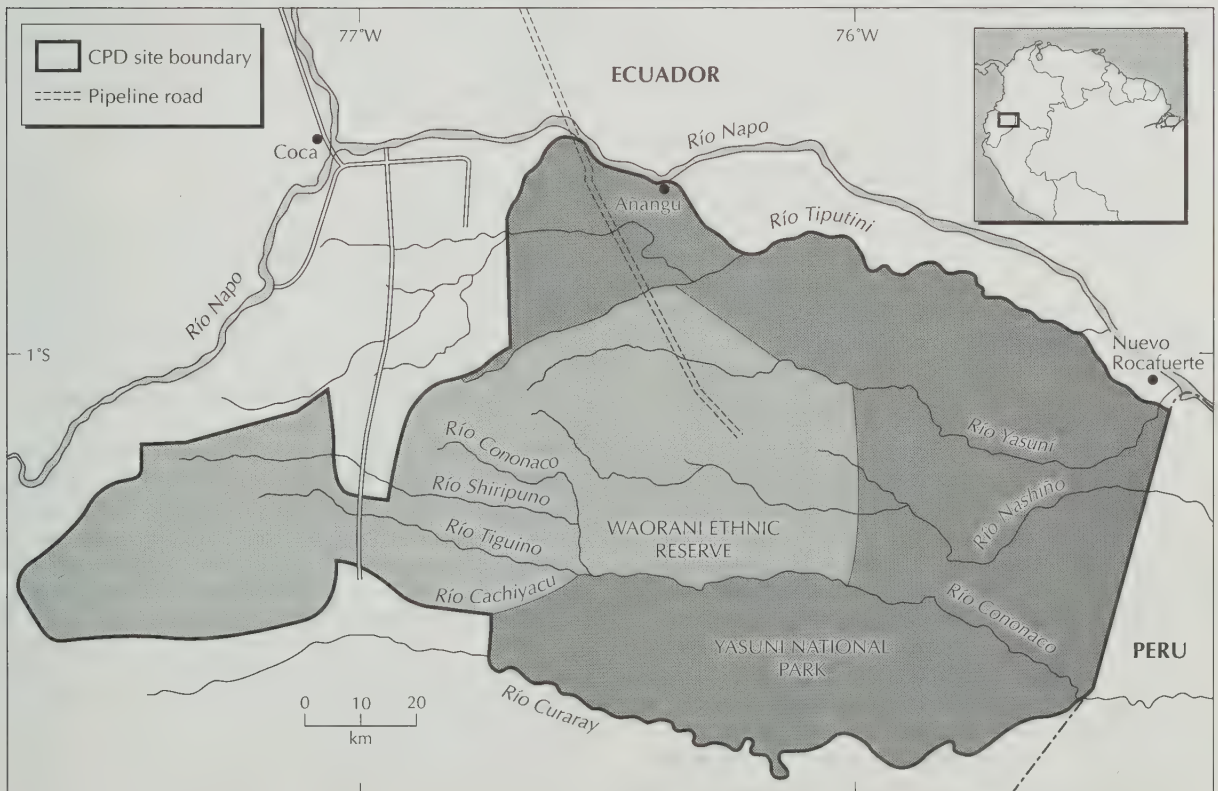 77°W
76°W
CPD site boundary
Pipeline road
ECUADOR
Coca
Río Napo
Añangu
Río Tiputini
Río Napo
1°S
Nuevo
Rocafuerte
Río Cononaco
Río Yasuní
Río Shiripuno
Río Nashiño
WAORANI ETHNIC
RESERVE
Río Tiguino
Río Cachiyacu
Río Cononaco
YASUNI NATIONAL
PARK
PERU
0 10 20
km
Río Curaray